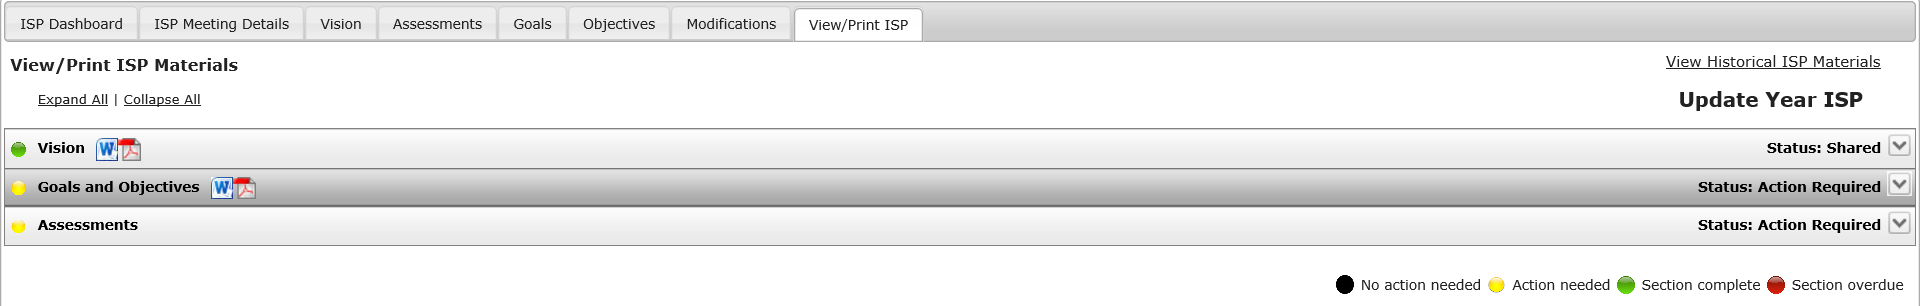 ISP Dashboard ISP Meeting Details Vision Assessments Goals Objectives Modifications View/Print ISP
View/Print ISP Materials View Historical ISP Materials
Expand All | Collapse All Update Year ISP
Vision W Status: Shared
Goals and Objectives W Status: Action Required
Assessments Status: Action Required
No action needed Action needed Section complete Section overdue